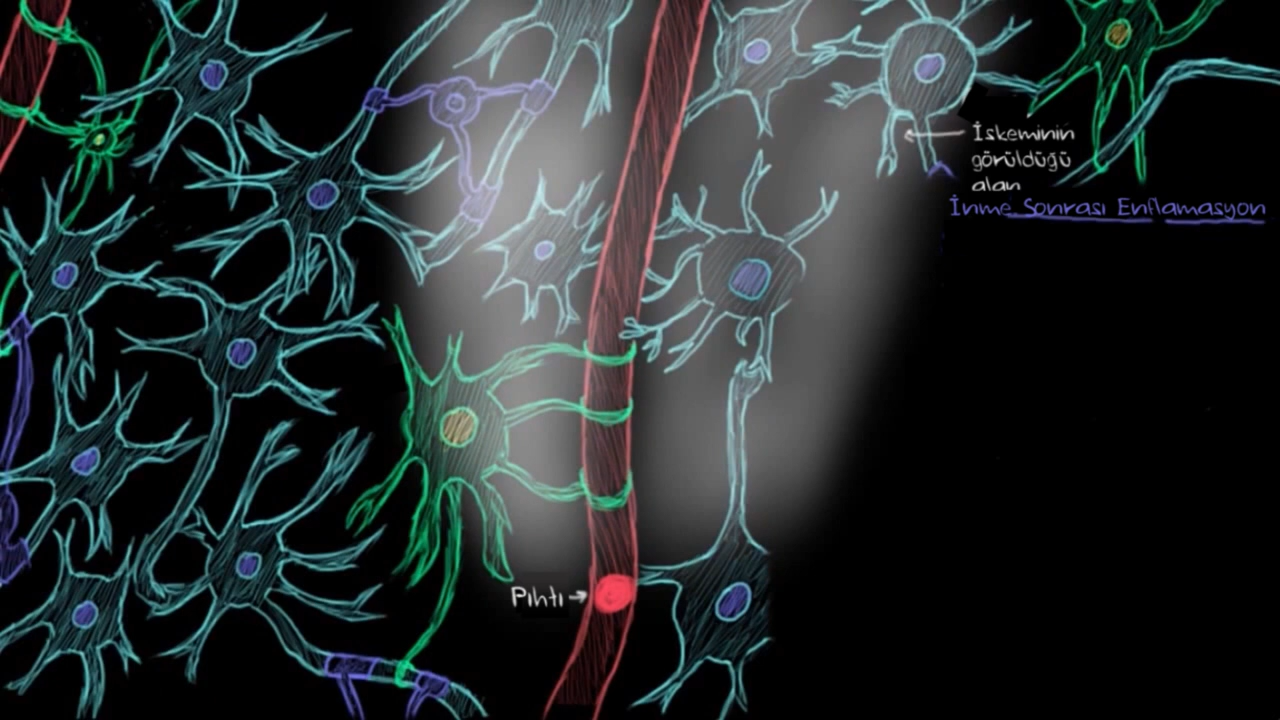 İskeminin
görüldüğü
alan
İnme Sonrası Enflamasyon
Pıhtı